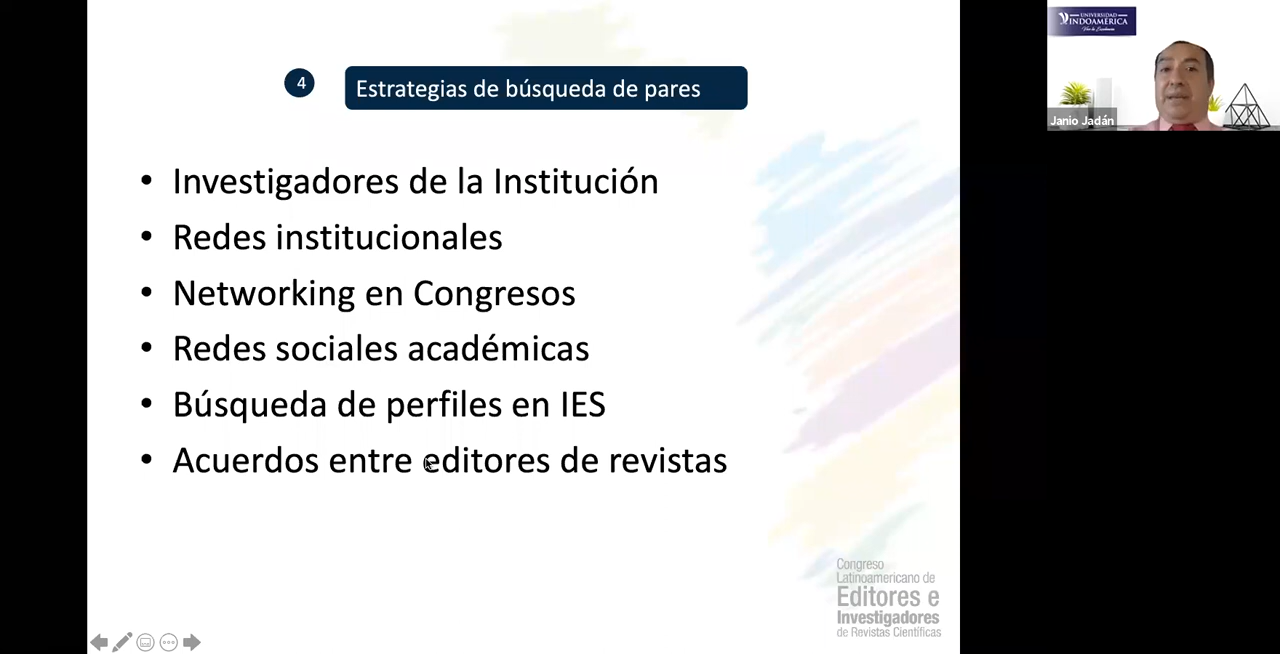 4
Estrategias de búsqueda de pares
• Investigadores de la Institución
• Redes institucionales
• Networking en Congresos
• Redes sociales académicas
• Búsqueda de perfiles en IES
• Acuerdos entre editores de revistas
Congreso
Latinoamericano de
Editores e
Investigadores
de Revistas Científicas
UNIVERSIDAD
INDOAMÉRICA
Janio Jadán